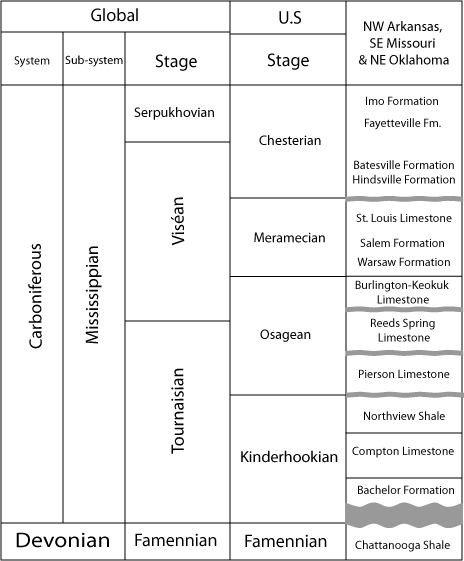 Global
U.S
NW Arkansas,
SE Missouri
& NE Oklahoma
System
Sub-system
Stage
Stage
Carboniferous
Mississippian
Serpukhovian
Viséan
Tournaisian
Chesterian
Meramecian
Osagean
Kinderhookian
Imo Formation
Fayetteville Fm.
Batesville Formation
Hindsville Formation
St. Louis Limestone
Salem Formation
Warsaw Formation
Burlington-Keokuk
Limestone
Reeds Spring
Limestone
Pierson Limestone
Northview Shale
Compton Limestone
Bachelor Formation
Devonian
Famennian
Famennian
Chattanooga Shale